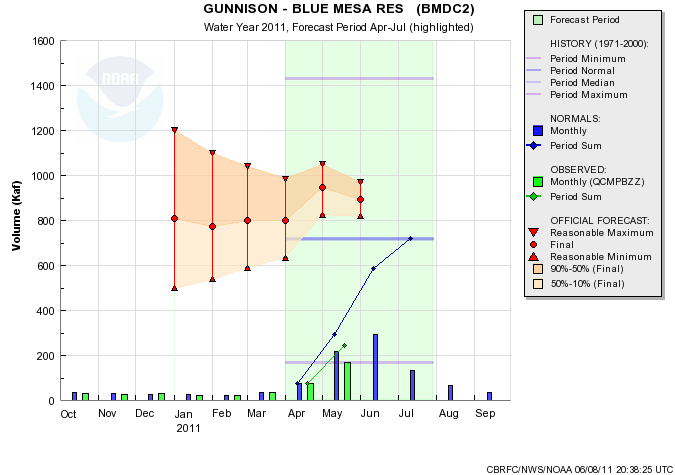 GUNNISON - BLUE MESA RES (BMDC2)
Water Year 2011, Forecast Period Apr-Jul (highlighted)
Volume (Kaf)
1600
1400
1200
1000
800
600
400
200
0
NOAA
Oct Nov Dec Jan Feb Mar Apr May Jun Jul Aug Sep
2011
Forecast Period
HISTORY (1971-2000):
Period Minimum
Period Normal
Period Median
Period Maximum
NORMALS:
Monthly
Period Sum
OBSERVED:
Monthly (QCMPBZZ)
Period Sum
OFFICIAL FORECAST:
Reasonable Maximum
Final
Reasonable Minimum
90%-50% (Final)
50%-10% (Final)
CBRFC/NWS/NOAA 06/08/11 20:38:25 UTC